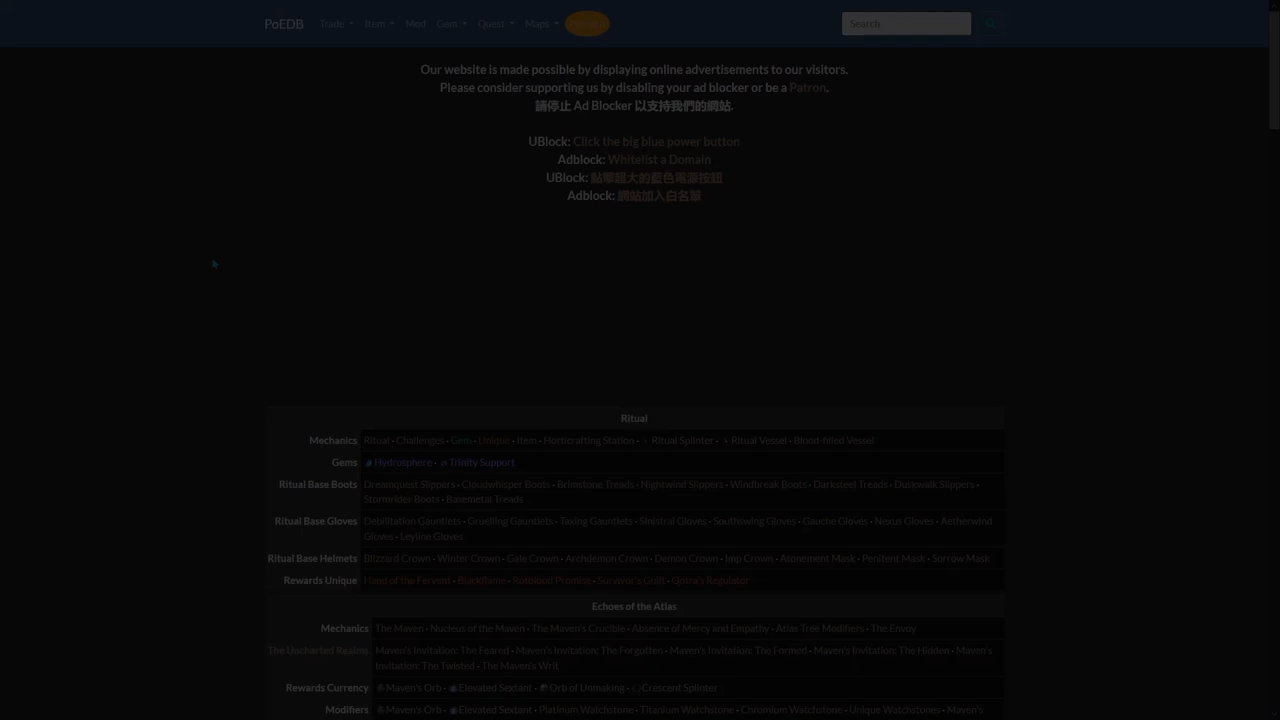 PoEDB Trade Item Mod Gem Quest Maps Patreon Search
Our website is made possible by displaying online advertisements to our visitors.
Please consider supporting us by disabling your ad blocker or be a Patron.
請停止 Ad Blocker 以支持我們的網站.
UBlock: Click the big blue power button
Adblock: Whitelist a Domain
UBlock: 點擊超大的藍色電源按鈕
Adblock: 網站加入白名單
Ritual
Mechanics Ritual · Challenges · Gem · Unique · Item · Horticrafting Station · Ritual Splinter · Ritual Vessel · Blood-filled Vessel
Gems Hydrosphere · Trinity Support
Ritual Base Boots Dreamquest Slippers · Cloudwhisper Boots · Brimstone Treads · Nightwind Slippers · Windbreak Boots · Darksteel Treads · Duskwalk Slippers ·
Stormrider Boots · Basemetal Treads
Ritual Base Gloves Debilitation Gauntlets · Gruelling Gauntlets · Taxing Gauntlets · Sinistral Gloves · Southswing Gloves · Gauche Gloves · Nexus Gloves · Aetherwind
Gloves · Leyline Gloves
Ritual Base Helmets Blizzard Crown · Winter Crown · Gale Crown · Archdemon Crown · Demon Crown · Imp Crown · Atonement Mask · Penitent Mask · Sorrow Mask
Rewards Unique Hand of the Fervent · Blackflame · Rotblood Promise · Survivor's Guilt · Qotra's Regulator
Echoes of the Atlas
Mechanics The Maven · Nucleus of the Maven · The Maven's Crucible · Absence of Mercy and Empathy · Atlas Tree Modifiers · The Envoy
The Uncharted Realms Maven's Invitation: The Feared · Maven's Invitation: The Forgotten · Maven's Invitation: The Formed · Maven's Invitation: The Hidden · Maven's
Invitation: The Twisted · The Maven's Writ
Rewards Currency Maven's Orb · Elevated Sextant · Orb of Unmaking · Crescent Splinter
Modifiers Maven's Orb · Elevated Sextant · Platinum Watchstone · Titanium Watchstone · Chromium Watchstone · Unique Watchstones · Maven's